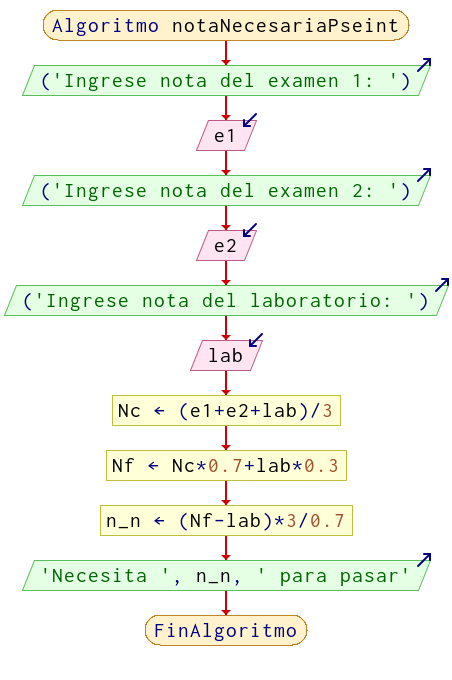 Algoritmo notaNecesariaPseint
('Ingrese nota del examen 1: ')
e1
('Ingrese nota del examen 2: ')
e2
('Ingrese nota del laboratorio: ')
lab
Nc ← (e1+e2+lab)/3
Nf ← Nc*0.7+lab*0.3
n_n ← (Nf-lab)*3/0.7
'Necesita ', n_n, ' para pasar'
FinAlgoritmo